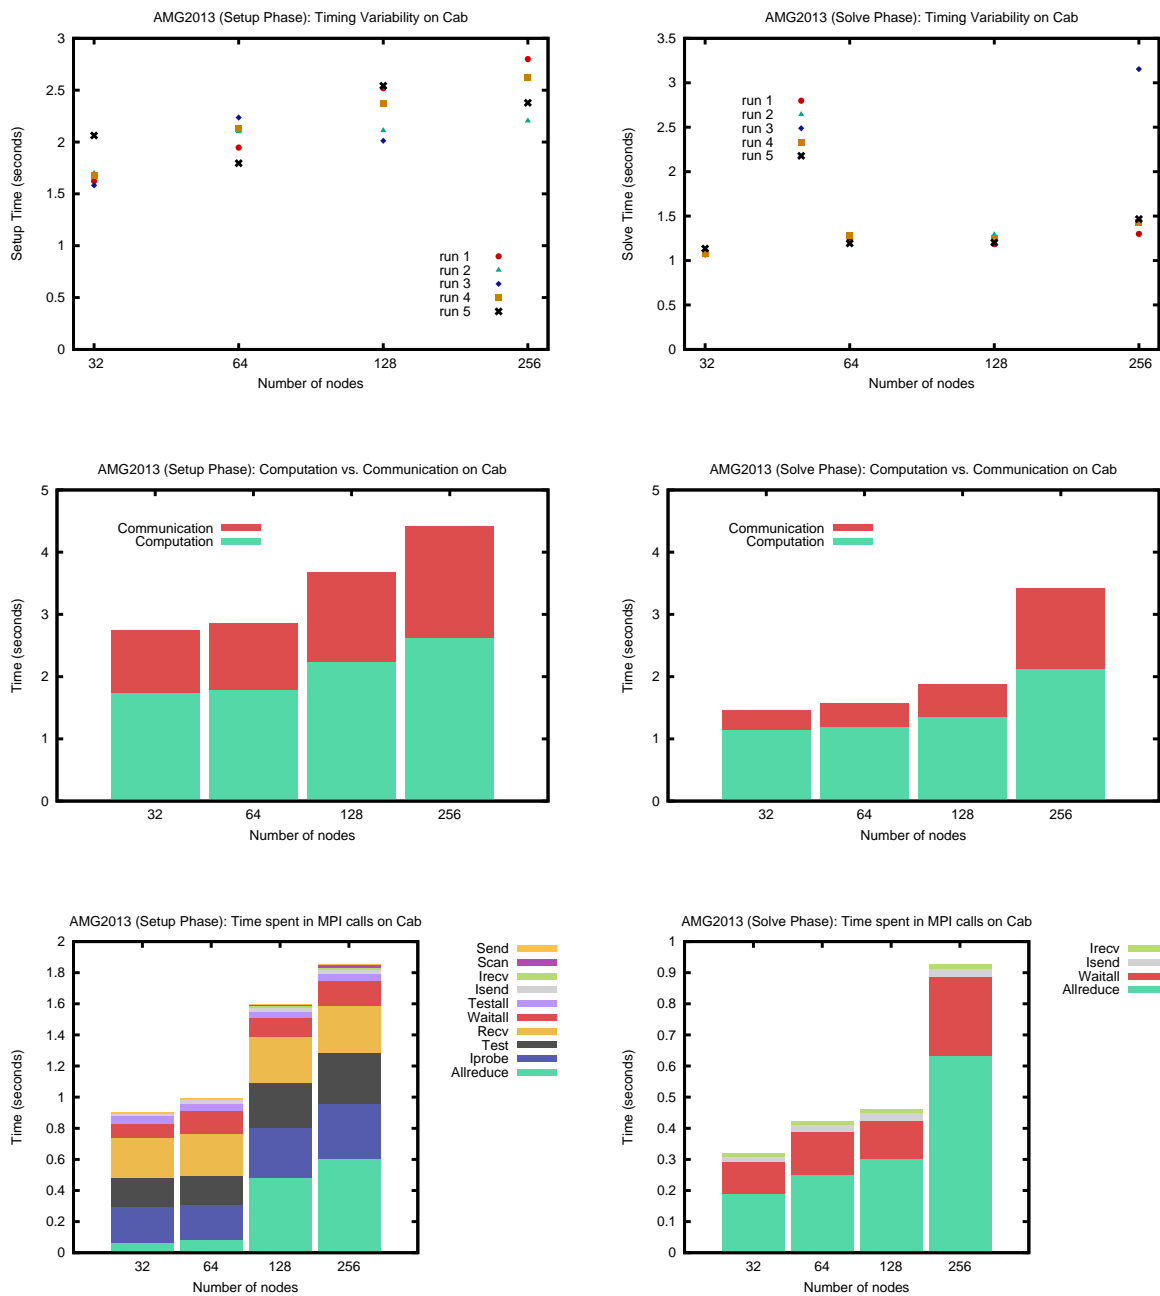 AMG2013 (Setup Phase): Timing Variability on Cab
3
2.5
2
1.5
1
0.5
0
Setup Time (seconds)
run 1
run 2
run 3
run 4
run 5
32 64 128 256
Number of nodes
AMG2013 (Solve Phase): Timing Variability on Cab
3.5
3
2.5
2
1.5
1
0.5
0
Solve Time (seconds)
run 1
run 2
run 3
run 4
run 5
32 64 128 256
Number of nodes
AMG2013 (Setup Phase): Computation vs. Communication on Cab
5
4
3
2
1
0
Time (seconds)
Communication
Computation
32 64 128 256
Number of nodes
AMG2013 (Solve Phase): Computation vs. Communication on Cab
5
4
3
2
1
0
Time (seconds)
Communication
Computation
32 64 128 256
Number of nodes
AMG2013 (Setup Phase): Time spent in MPI calls on Cab
2
1.8
1.6
1.4
1.2
1
0.8
0.6
0.4
0.2
0
Time (seconds)
Send
Scan
Irecv
Isend
Testall
Waitall
Recv
Test
Iprobe
Allreduce
32 64 128 256
Number of nodes
AMG2013 (Solve Phase): Time spent in MPI calls on Cab
1
0.9
0.8
0.7
0.6
0.5
0.4
0.3
0.2
0.1
0
Time (seconds)
Irecv
Isend
Waitall
Allreduce
32 64 128 256
Number of nodes